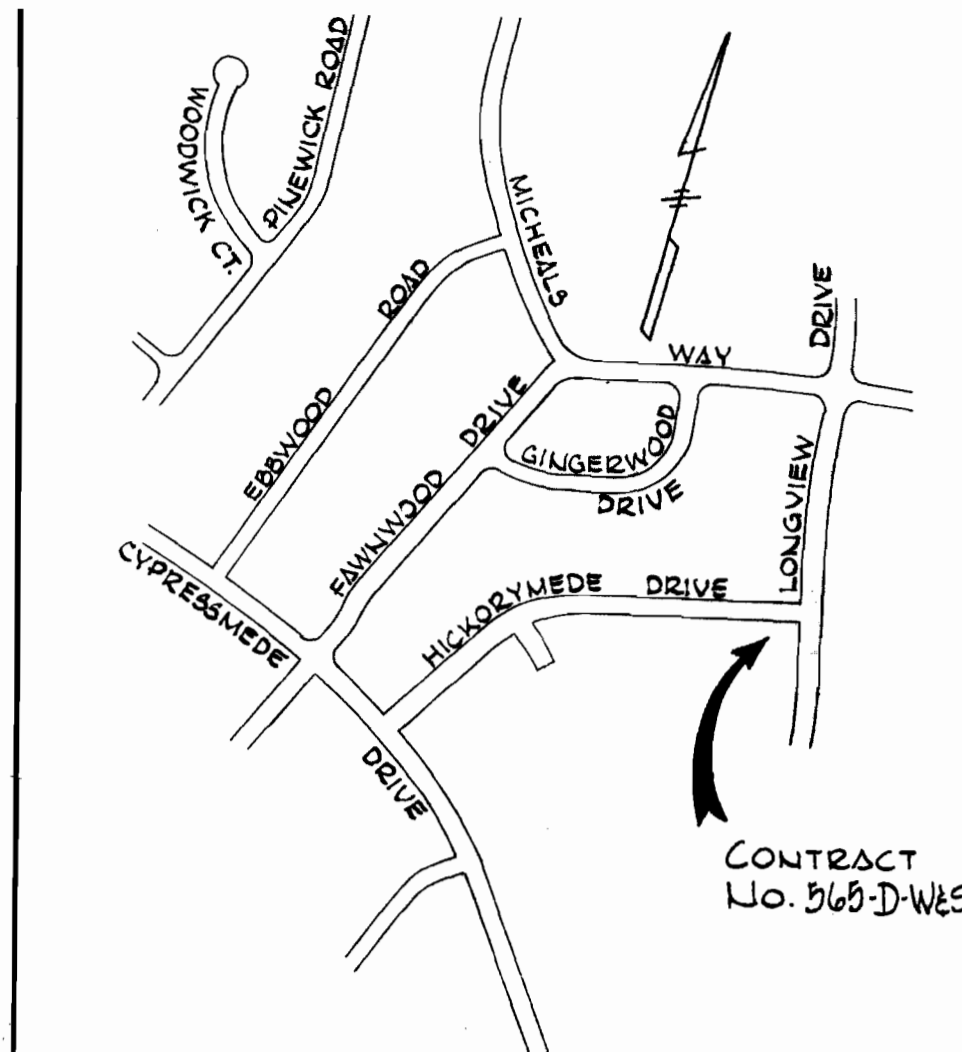 WOODWICK CT.
PINEWICK ROAD
MICHEALS
WAY
DRIVE
LONGVIEW
EBBWOOD
ROAD
FAWNWOOD
DRIVE
GINGERWOOD
DRIVE
HICKORYMEDE DRIVE
CYPRESSMEDE
DRIVE
CONTRACT
No. 565-D-W&S